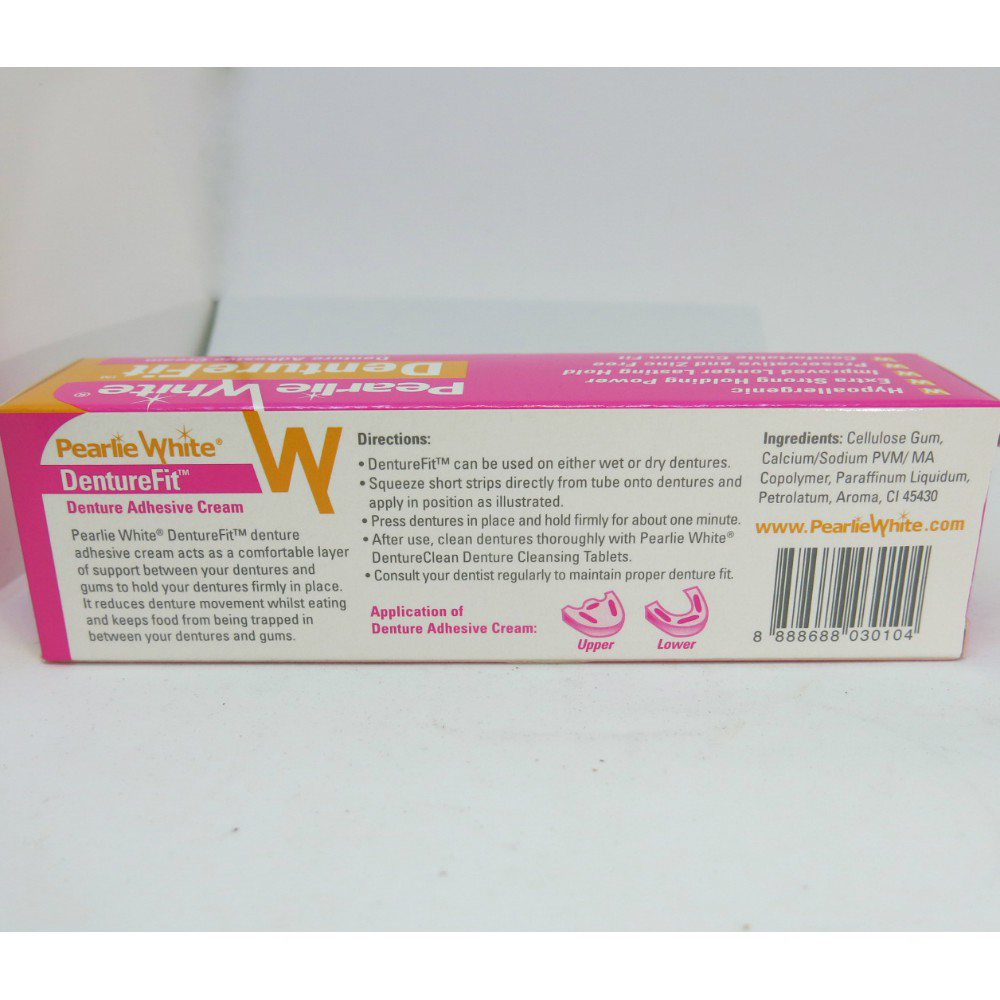 Pearlie White®
DentureFit™
Denture Adhesive Cream
Hypoallergenic
Extra Strong Holding Power
Improved Longer Lasting Hold
Preservative and Zinc Free
Comfortable Cushion Fit
Pearlie White®
DentureFit™
Denture Adhesive Cream
Pearlie White® DentureFit™ denture
adhesive cream acts as a comfortable layer
of support between your dentures and
gums to hold your dentures firmly in place.
It reduces denture movement whilst eating
and keeps food from being trapped in
between your dentures and gums.
Directions:
• DentureFit™ can be used on either wet or dry dentures.
• Squeeze short strips directly from tube onto dentures and
apply in position as illustrated.
• Press dentures in place and hold firmly for about one minute.
• After use, clean dentures thoroughly with Pearlie White®
DentureClean Denture Cleansing Tablets.
• Consult your dentist regularly to maintain proper denture fit.
Application of
Denture Adhesive Cream:
Upper
Lower
Ingredients: Cellulose Gum,
Calcium/Sodium PVM/ MA
Copolymer, Paraffinum Liquidum,
Petrolatum, Aroma, CI 45430
www.PearlieWhite.com
8 888688 030104